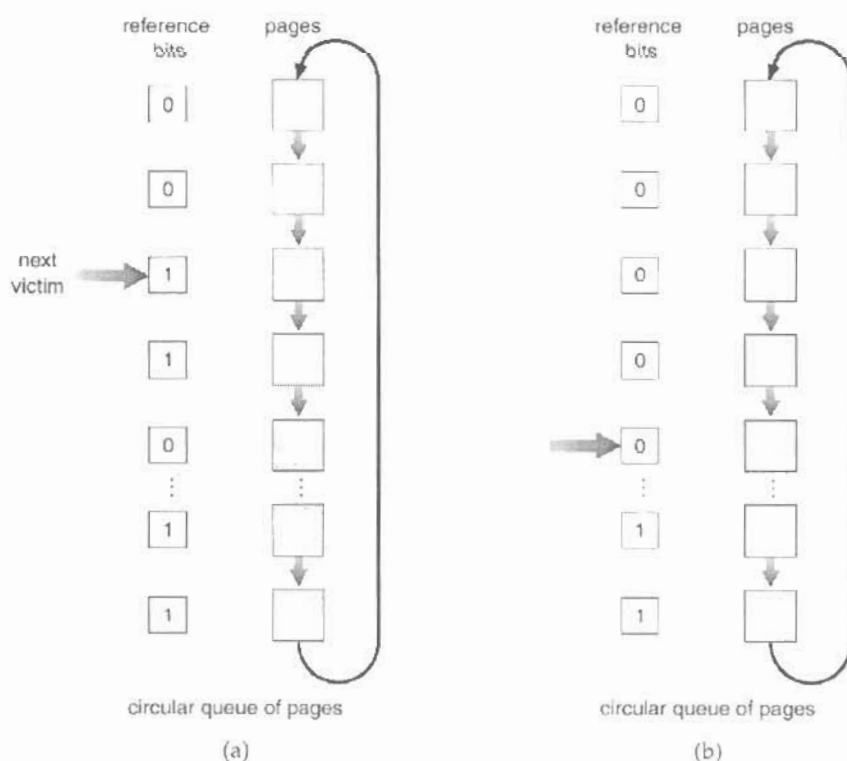 reference bits
pages
0
0
next victim
1
1
0
1
1
circular queue of pages
(a)
reference bits
pages
0
0
0
0
0
1
1
circular queue of pages
(b)